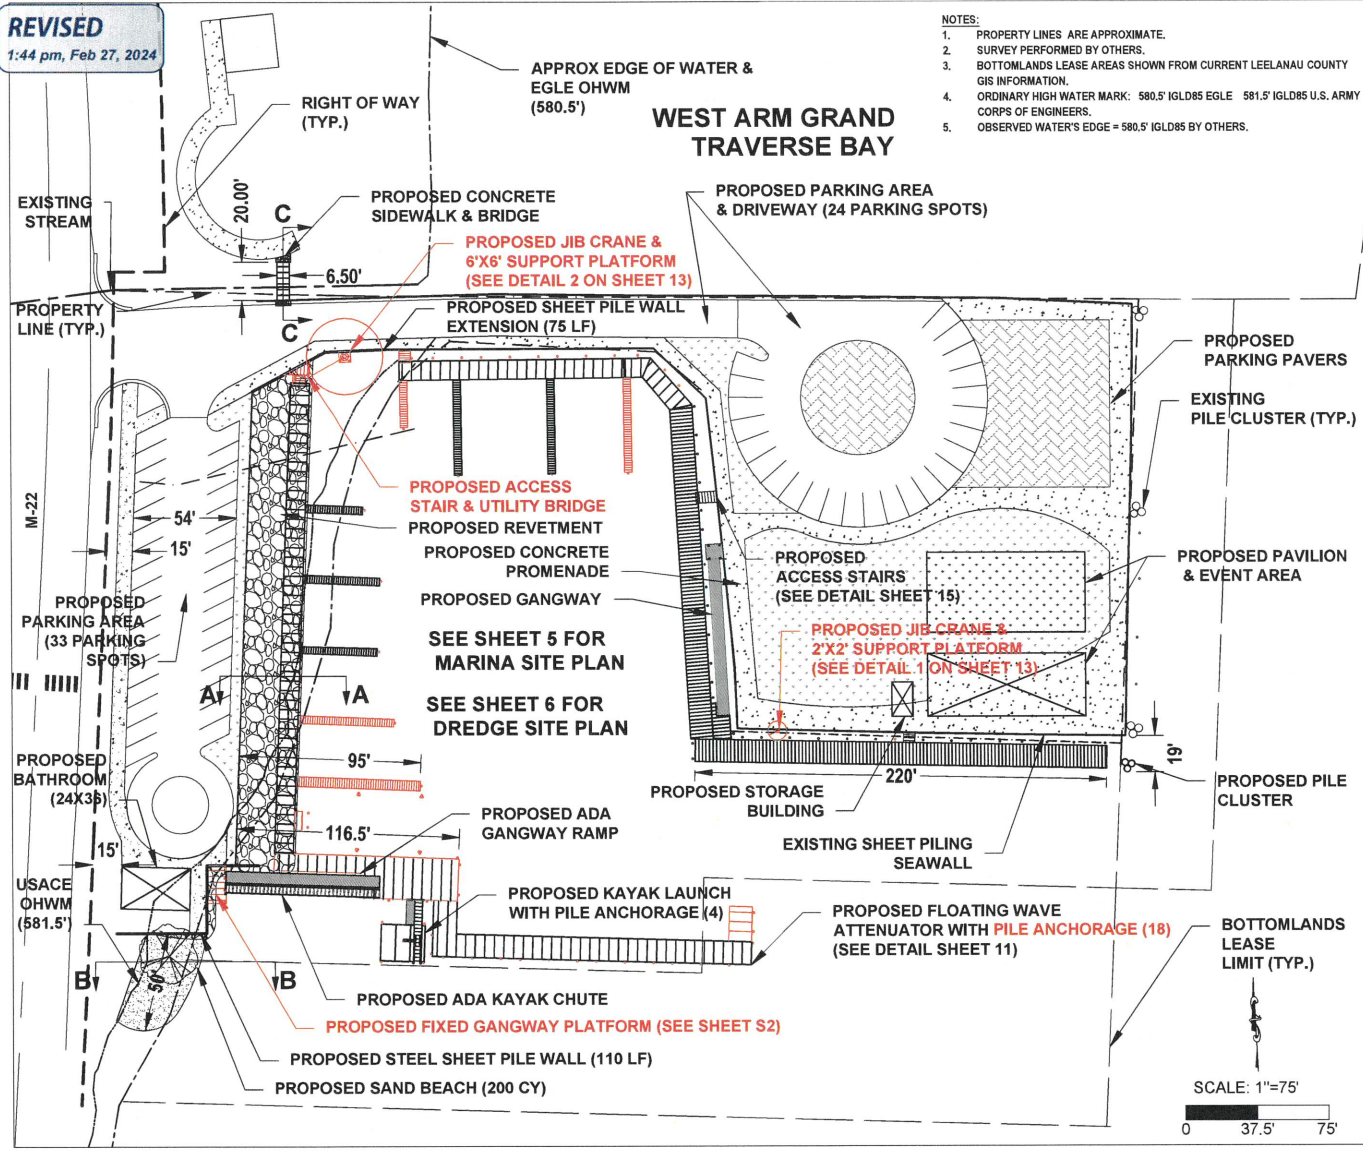 REVISED
1:44 pm, Feb 27, 2024
NOTES:
1. PROPERTY LINES ARE APPROXIMATE.
2. SURVEY PERFORMED BY OTHERS.
3. BOTTOMLANDS LEASE AREAS SHOWN FROM CURRENT LEELANAU COUNTY
GIS INFORMATION.
4. ORDINARY HIGH WATER MARK: 580.5' IGLD85 EGLE 581.5' IGLD85 U.S. ARMY
CORPS OF ENGINEERS.
5. OBSERVED WATER'S EDGE = 580.5' IGLD85 BY OTHERS.
APPROX EDGE OF WATER &
EGLE OHWM
(580.5')
RIGHT OF WAY
(TYP.)
WEST ARM GRAND
TRAVERSE BAY
EXISTING
STREAM
20.00'
C
PROPOSED CONCRETE
SIDEWALK & BRIDGE
PROPOSED PARKING AREA
& DRIVEWAY (24 PARKING SPOTS)
PROPOSED JIB CRANE &
6'X6' SUPPORT PLATFORM
(SEE DETAIL 2 ON SHEET 13)
6.50'
PROPERTY
LINE (TYP.)
C
PROPOSED SHEET PILE WALL
EXTENSION (75 LF)
PROPOSED
PARKING PAVERS
EXISTING
PILE CLUSTER (TYP.)
M-22
PROPOSED ACCESS
STAIR & UTILITY BRIDGE
54'
PROPOSED REVETMENT
15'
PROPOSED CONCRETE
PROMENADE
PROPOSED
ACCESS STAIRS
(SEE DETAIL SHEET 15)
PROPOSED PAVILION
& EVENT AREA
PROPOSED
PARKING AREA
(33 PARKING
SPOTS)
PROPOSED GANGWAY
SEE SHEET 5 FOR
MARINA SITE PLAN
PROPOSED JIB CRANE &
2'X2' SUPPORT PLATFORM
(SEE DETAIL 1 ON SHEET 13)
A
A
SEE SHEET 6 FOR
DREDGE SITE PLAN
PROPOSED
BATHROOM
(24X36)
95'
19'
220'
PROPOSED STORAGE
BUILDING
PROPOSED PILE
CLUSTER
116.5'
PROPOSED ADA
GANGWAY RAMP
EXISTING SHEET PILING
SEAWALL
15'
USACE
OHWM
(581.5')
PROPOSED KAYAK LAUNCH
WITH PILE ANCHORAGE (4)
PROPOSED FLOATING WAVE
ATTENUATOR WITH PILE ANCHORAGE (18)
(SEE DETAIL SHEET 11)
BOTTOMLANDS
LEASE
LIMIT (TYP.)
B
50'
B
PROPOSED ADA KAYAK CHUTE
PROPOSED FIXED GANGWAY PLATFORM (SEE SHEET S2)
PROPOSED STEEL SHEET PILE WALL (110 LF)
PROPOSED SAND BEACH (200 CY)
SCALE: 1"=75'
0 37.5' 75'